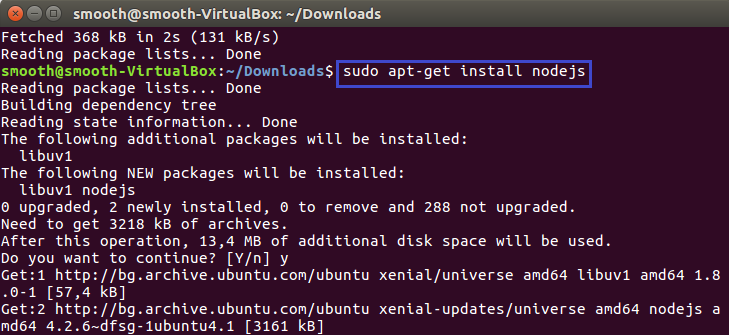 smooth@smooth-VirtualBox: ~/Downloads
Fetched 368 kB in 2s (131 kB/s)
Reading package lists... Done
smooth@smooth-VirtualBox:~/Downloads$ sudo apt-get install nodejs
Reading package lists... Done
Building dependency tree
Reading state information... Done
The following additional packages will be installed:
  libuv1
The following NEW packages will be installed:
  libuv1 nodejs
0 upgraded, 2 newly installed, 0 to remove and 288 not upgraded.
Need to get 3218 kB of archives.
After this operation, 13,4 MB of additional disk space will be used.
Do you want to continue? [Y/n] y
Get:1 http://bg.archive.ubuntu.com/ubuntu xenial/universe amd64 libuv1 amd64 1.8
.0-1 [57,4 kB]
Get:2 http://bg.archive.ubuntu.com/ubuntu xenial-updates/universe amd64 nodejs a
md64 4.2.6~dfsg-1ubuntu4.1 [3161 kB]